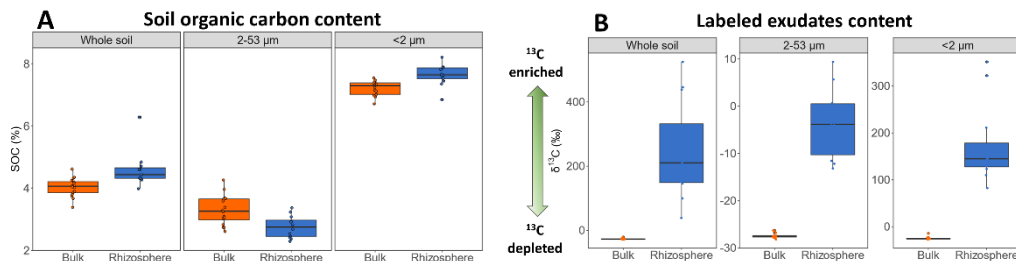 A
Soil organic carbon content
Whole soil
2-53 µm
<2 µm
SOC (%)
8
6
4
2
Bulk
Rhizosphere
Bulk
Rhizosphere
Bulk
Rhizosphere
B
Labeled exudates content
¹³C
enriched
¹³C
depleted
δ¹³C (‰)
Whole soil
400
200
0
Bulk
Rhizosphere
2-53 µm
10
0
-10
-20
-30
Bulk
Rhizosphere
<2 µm
300
200
100
0
Bulk
Rhizosphere